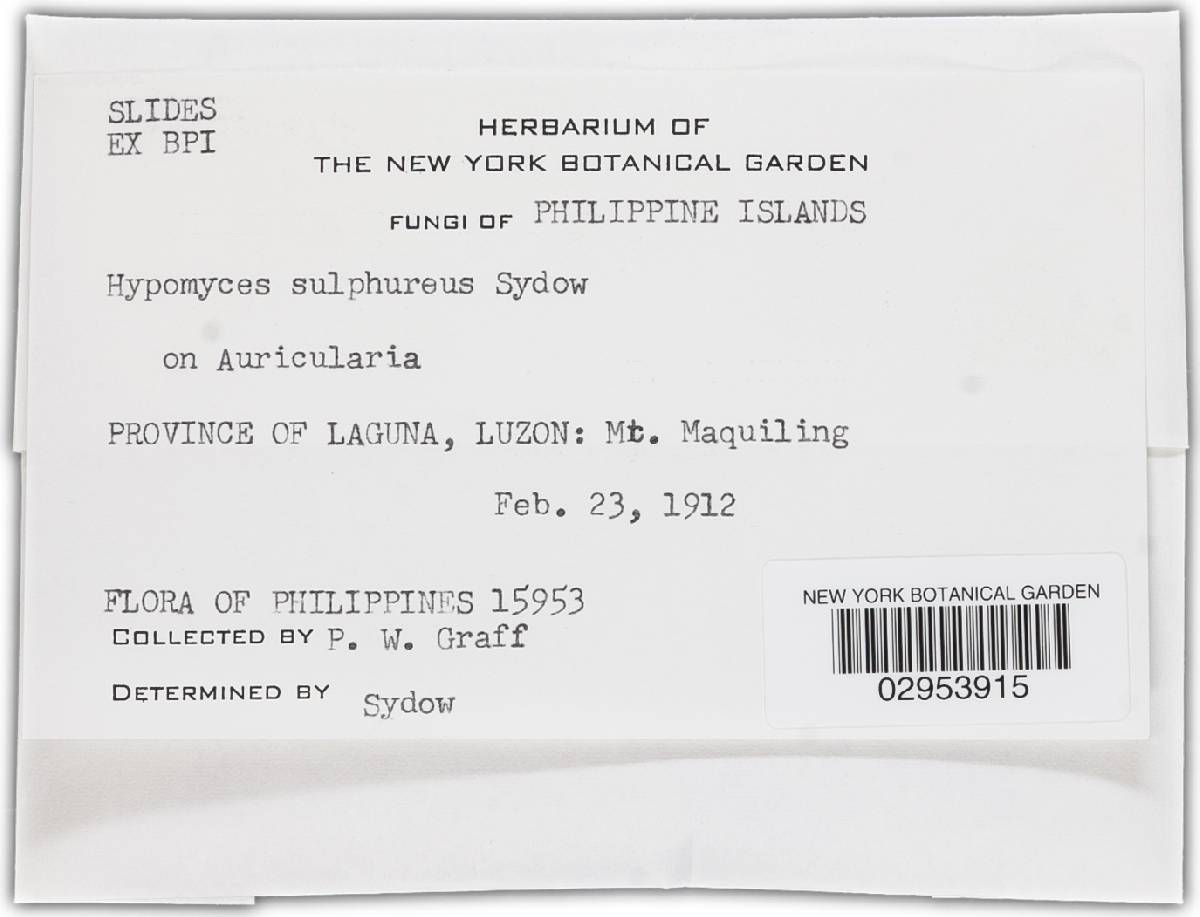 SLIDES
EX BPI
HERBARIUM OF
THE NEW YORK BOTANICAL GARDEN
FUNGI OF PHILIPPINE ISLANDS
Hypomyces sulphureus Sydow
on Auricularia
PROVINCE OF LAGUNA, LUZON: Mt. Maquiling
Feb. 23, 1912
FLORA OF PHILIPPINES 15953
COLLECTED BY P. W. Graff
DETERMINED BY Sydow
NEW YORK BOTANICAL GARDEN
02953915